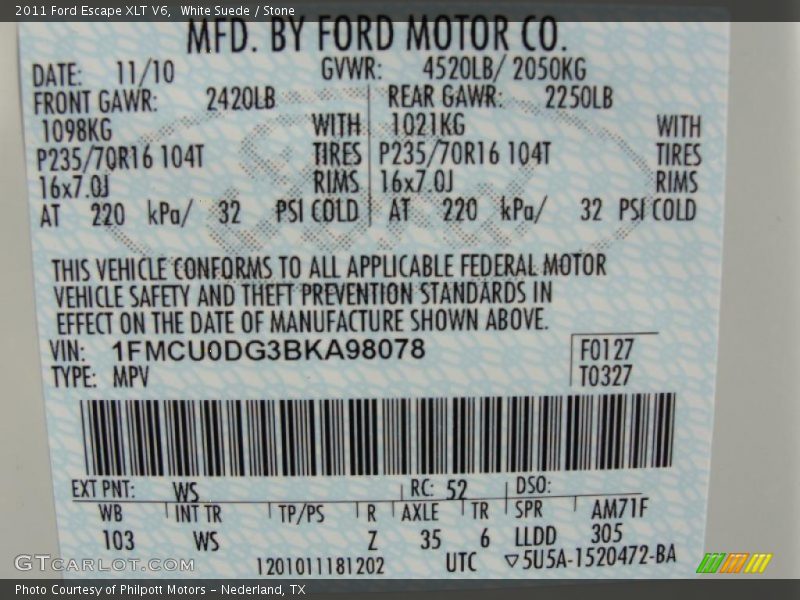 2011 Ford Escape XLT V6, White Suede / Stone
MFD. BY FORD MOTOR CO.
DATE: 11/10 GVWR: 4520LB/ 2050KG
FRONT GAWR: 2420LB REAR GAWR: 2250LB
1098KG WITH 1021KG WITH
P235/70R16 104T TIRES P235/70R16 104T TIRES
16x7.0J RIMS 16x7.0J RIMS
AT 220 kPa/ 32 PSI COLD AT 220 kPa/ 32 PSI COLD
THIS VEHICLE CONFORMS TO ALL APPLICABLE FEDERAL MOTOR
VEHICLE SAFETY AND THEFT PREVENTION STANDARDS IN
EFFECT ON THE DATE OF MANUFACTURE SHOWN ABOVE.
VIN: 1FMCU0DG3BKA98078 F0127
TYPE: MPV T0327
EXT PNT: WS RC: 52 DSO:
WB INT TR TP/PS R AXLE TR SPR AM71F
103 WS Z 35 6 LLDD 305
1201011181202 UTC ▽5U5A-1520472-BA
GTCARLOT.COM
Photo Courtesy of Philpott Motors - Nederland, TX